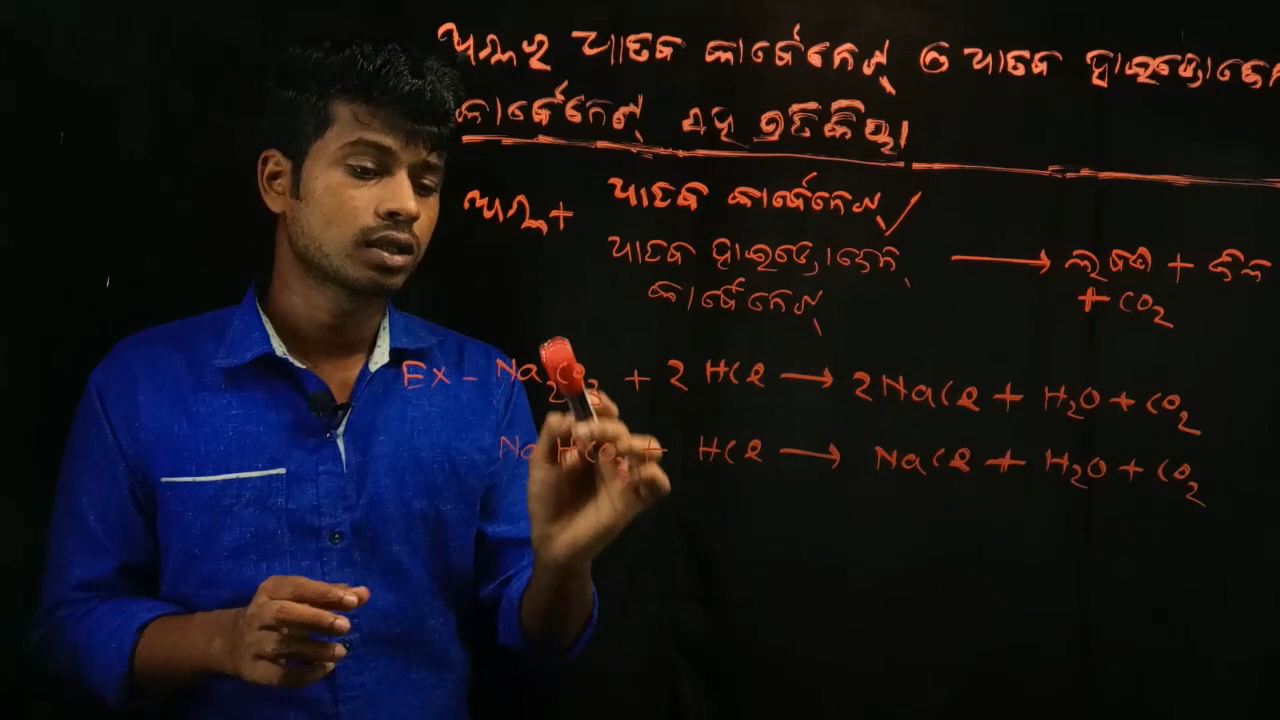 ଅମ୍ଳର ଧାତବ କାର୍ବୋନେଟ୍ ଓ ଧାତବ ହାଇଡ୍ରୋଜେନ
କାର୍ବୋନେଟ୍ ସହ ପ୍ରତିକ୍ରିୟା
ଅମ୍ଳ + ଧାତବ କାର୍ବୋନେଟ୍ /
ଧାତବ ହାଇଡ୍ରୋଜେନ୍ ⟶ ଲବଣ + ଜଳ
କାର୍ବୋନେଟ୍ + CO₂
EX - Na₂CO₃ + 2 HCl ⟶ 2NaCl + H₂O + CO₂
NaHCO₃ + HCl ⟶ NaCl + H₂O + CO₂